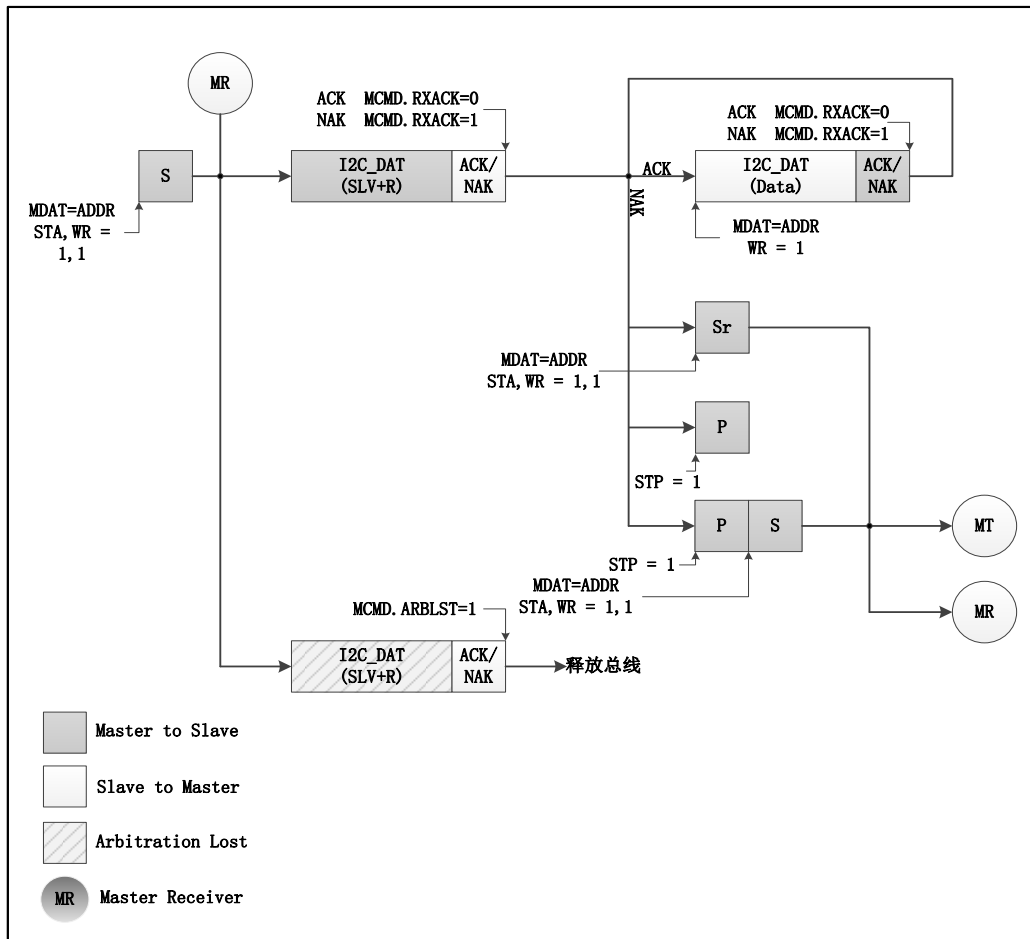 MR
ACK MCMD.RXACK=0
NAK MCMD.RXACK=1
S
I2C_DAT
(SLV+R)
ACK/
NAK
MDAT=ADDR
STA,WR =
1,1
ACK
NAK
ACK MCMD.RXACK=0
NAK MCMD.RXACK=1
I2C_DAT
(Data)
ACK/
NAK
MDAT=ADDR
WR = 1
Sr
MDAT=ADDR
STA,WR = 1,1
P
STP = 1
P
S
STP = 1
MDAT=ADDR
STA,WR = 1,1
MT
MR
MCMD.ARBLST=1
I2C_DAT
(SLV+R)
ACK/
NAK
释放总线
Master to Slave
Slave to Master
Arbitration Lost
MR
Master Receiver